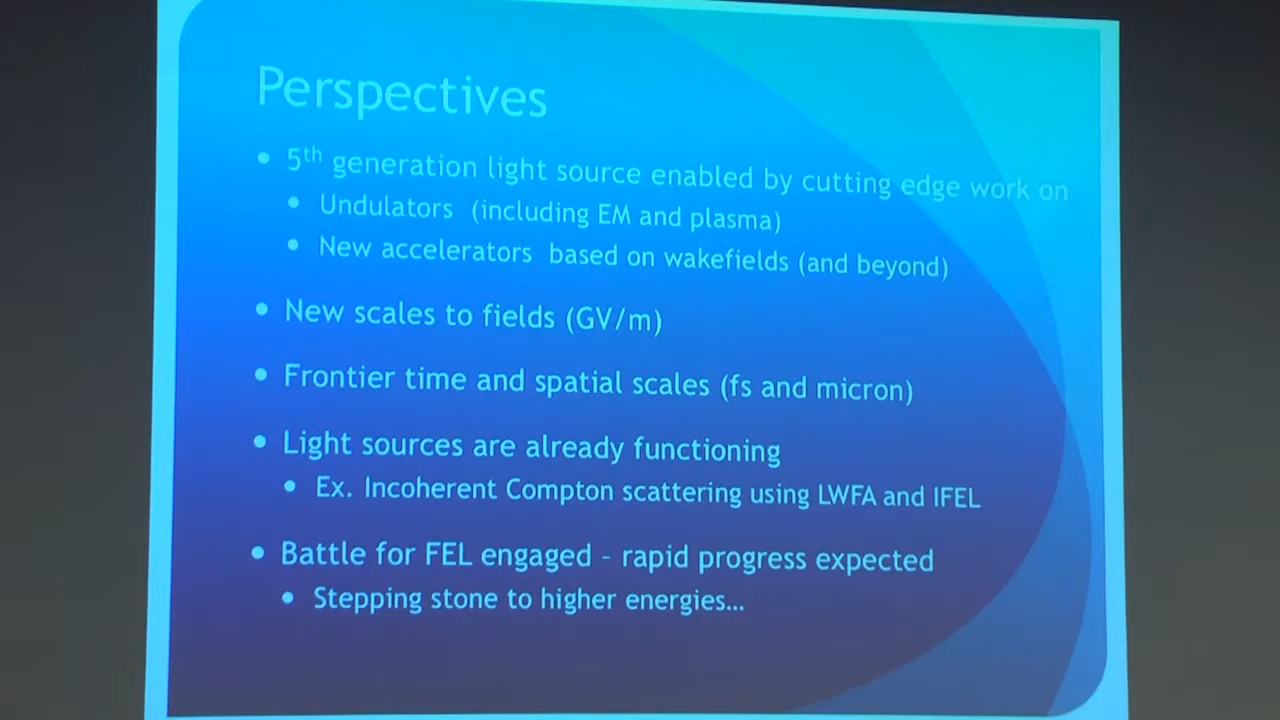 Perspectives
• 5th generation light source enabled by cutting edge work on
• Undulators (including EM and plasma)
• New accelerators based on wakefields (and beyond)
• New scales to fields (GV/m)
• Frontier time and spatial scales (fs and micron)
• Light sources are already functioning
• Ex. Incoherent Compton scattering using LWFA and IFEL
• Battle for FEL engaged – rapid progress expected
• Stepping stone to higher energies…